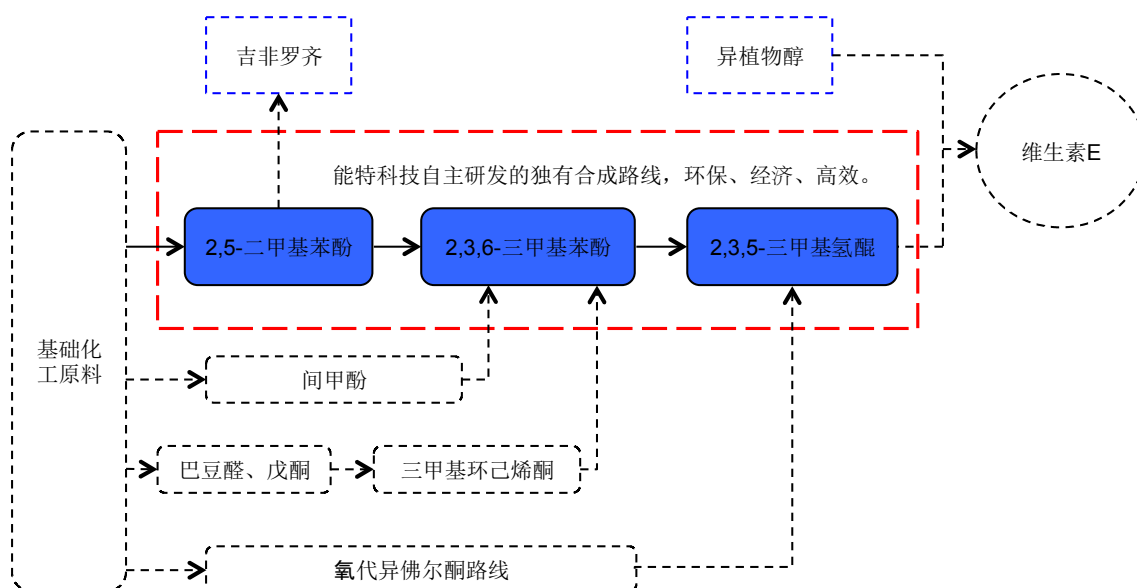 吉非罗齐
异植物醇
维生素E
能特科技自主研发的独有合成路线，环保、经济、高效。
2,5-二甲基苯酚
2,3,6-三甲基苯酚
2,3,5-三甲基氢醌
基础化
工原料
间甲酚
巴豆醛、戊酮
三甲基环己烯酮
氧代异佛尔酮路线